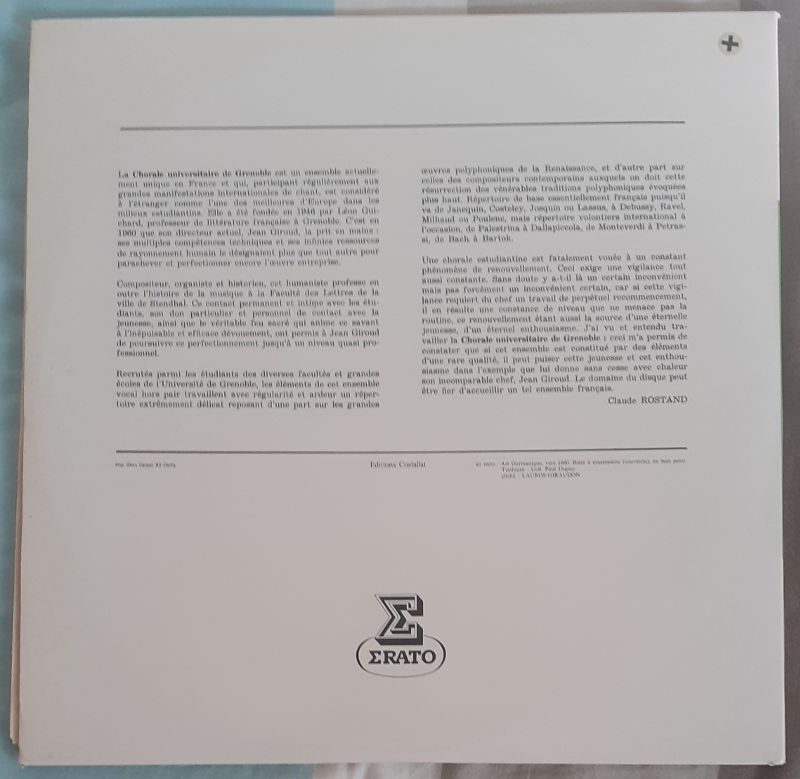 +
La Chorale universitaire de Grenoble est un ensemble actuelle-
ment unique en France et qui, participant régulièrement aux
grandes manifestations internationales de chant, est considéré
à l'étranger comme l'une des meilleures d'Europe dans les
milieux estudiantins. Elle a été fondée en 1946 par Léon Gui-
chard, professeur de littérature française à Grenoble. C'est en
1960 que son directeur actuel, Jean Giroud, la prit en mains :
ses multiples compétences techniques et ses infinies ressources
de rayonnement humain le désignaient plus que tout autre pour
parachever et perfectionner encore l'œuvre entreprise.
Compositeur, organiste et historien, cet humaniste professe en
outre l'histoire de la musique à la Faculté des Lettres de la
ville de Stendhal. Ce contact permanent et intime avec les étu-
diants, son don particulier et personnel de contact avec la
jeunesse, ainsi que le véritable feu sacré qui anime ce savant
à l'inépuisable et efficace dévouement, ont permis à Jean Giroud
de poursuivre ce perfectionnement jusqu'à un niveau quasi pro-
fessionnel.
Recrutés parmi les étudiants des diverses facultés et grandes
écoles de l'Université de Grenoble, les éléments de cet ensemble
vocal hors pair travaillent avec régularité et ardeur un réper-
toire extrêmement délicat reposant d'une part sur les grandes
œuvres polyphoniques de la Renaissance, et d'autre part sur
celles des compositeurs contemporains auxquels on doit cette
résurrection des vénérables traditions polyphoniques évoquées
plus haut. Répertoire de base essentiellement français puisqu'il
va de Janequin, Costeley, Josquin ou Lassus, à Debussy, Ravel,
Milhaud ou Poulenc, mais répertoire volontiers international à
l'occasion, de Palestrina à Dallapiccola, de Monteverdi à Petras-
si, de Bach à Bartok.
Une chorale estudiantine est fatalement vouée à un constant
phénomène de renouvellement. Ceci exige une vigilance tout
aussi constante. Sans doute y a-t-il là un certain inconvénient
mais pas forcément un inconvénient certain, car si cette vigi-
lance requiert du chef un travail de perpétuel recommencement,
il en résulte une constance de niveau que ne menace pas la
routine, ce renouvellement étant aussi la source d'une éternelle
jeunesse, d'un éternel enthousiasme. J'ai vu et entendu tra-
vailler la Chorale universitaire de Grenoble : ceci m'a permis de
constater que si cet ensemble est constitué par des éléments
d'une rare qualité, il peut puiser cette jeunesse et cet enthou-
siasme dans l'exemple que lui donne sans cesse avec chaleur
son incomparable chef, Jean Giroud. Le domaine du disque peut
être fier d'accueillir un tel ensemble français.
Claude ROSTAND
Editions Costallat
Art Germanique, vers
Toulouse - Coll. Paul Dupuy
cliché : LAUROS-GIRAUDON
ERATO